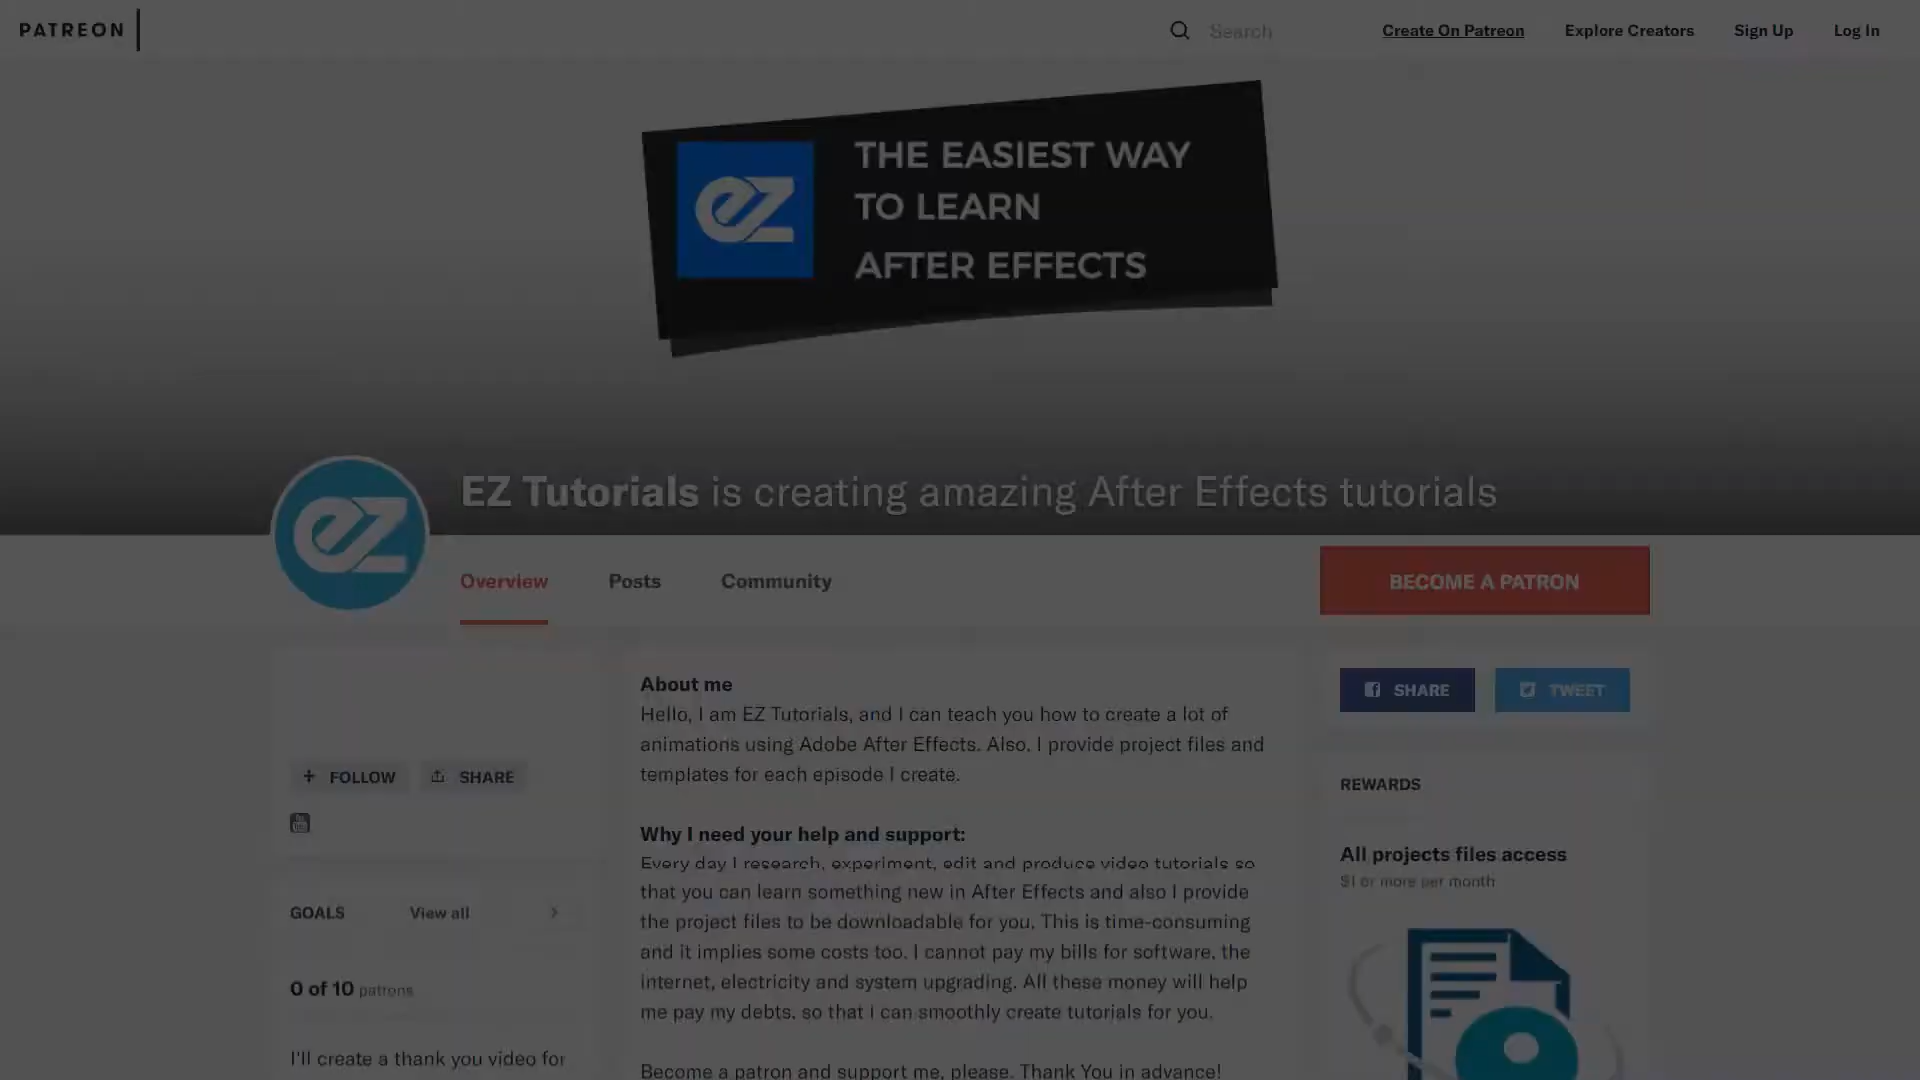 PATREON
Search
Create On Patreon
Explore Creators
Sign Up
Log In
eZ
THE EASIEST WAY
TO LEARN
AFTER EFFECTS
eZ
EZ Tutorials is creating amazing After Effects tutorials
Overview
Posts
Community
BECOME A PATRON
FOLLOW
SHARE
GOALS
View all
0 of 10 patrons
I'll create a thank you video for
About me
Hello, I am EZ Tutorials, and I can teach you how to create a lot of
animations using Adobe After Effects. Also, I provide project files and
templates for each episode I create.
Why I need your help and support:
Every day I research, experiment, edit and produce video tutorials so
that you can learn something new in After Effects and also I provide
the project files to be downloadable for you. This is time-consuming
and it implies some costs too. I cannot pay my bills for software, the
internet, electricity and system upgrading. All these money will help
me pay my debts, so that I can smoothly create tutorials for you.
Become a patron and support me, please. Thank You in advance!
SHARE
TWEET
REWARDS
All projects files access
$1 or more per month